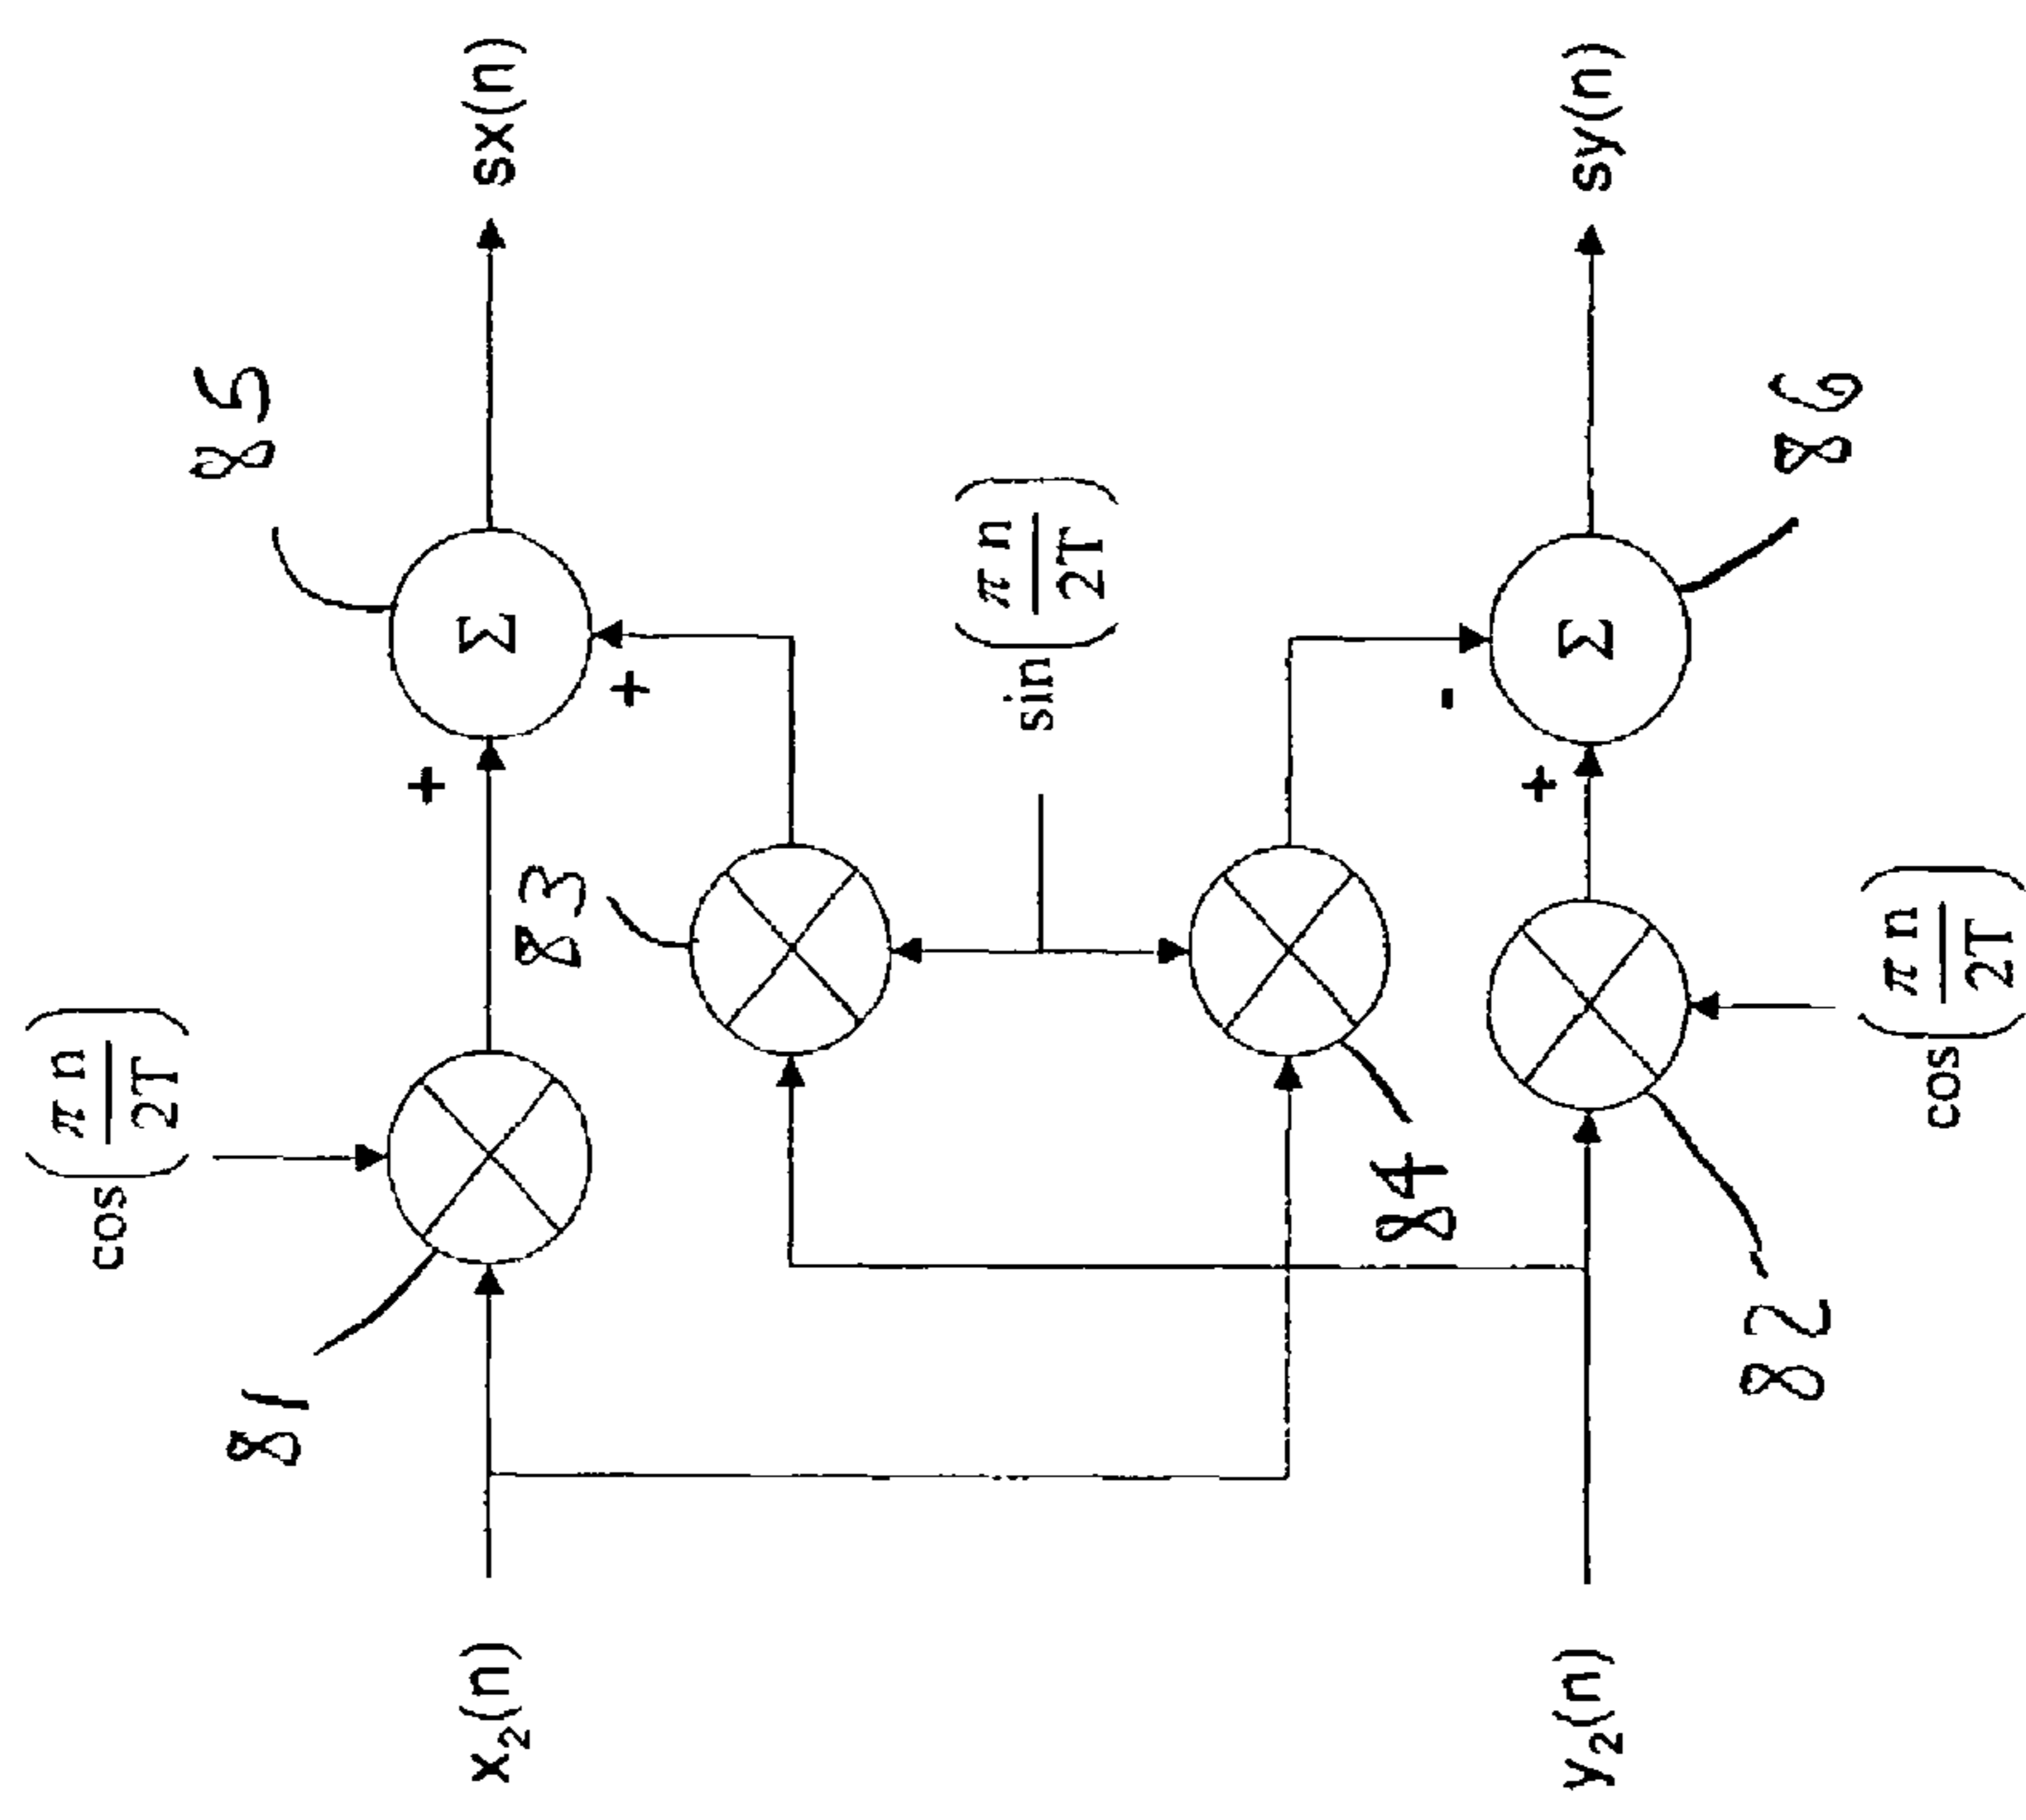 81
cos(πn/2T)
85
x₂(n)
+
Σ
sx(n)
83
+
sin(πn/2T)
84
-
y₂(n)
+
Σ
sy(n)
82
cos(πn/2T)
86